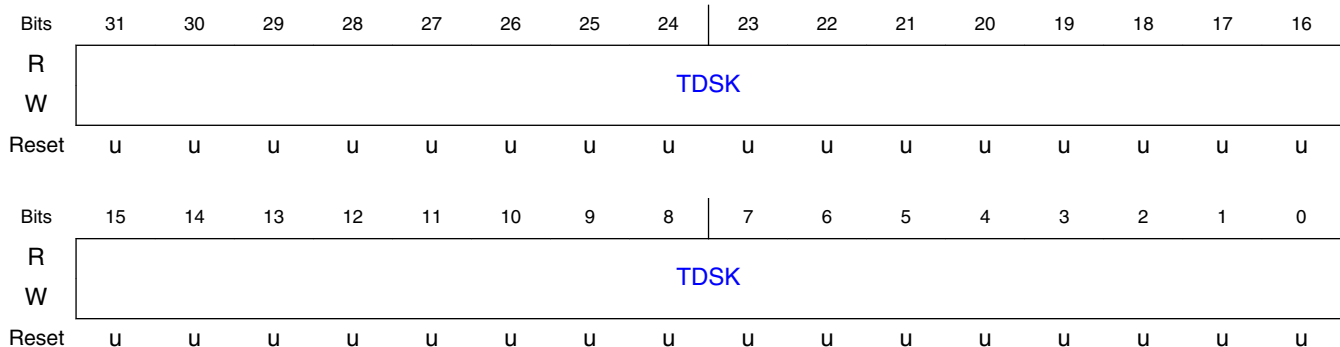 Bits 31 30 29 28 27 26 25 24 23 22 21 20 19 18 17 16
R
TDSK
W
Reset u u u u u u u u u u u u u u u u
Bits 15 14 13 12 11 10 9 8 7 6 5 4 3 2 1 0
R
TDSK
W
Reset u u u u u u u u u u u u u u u u